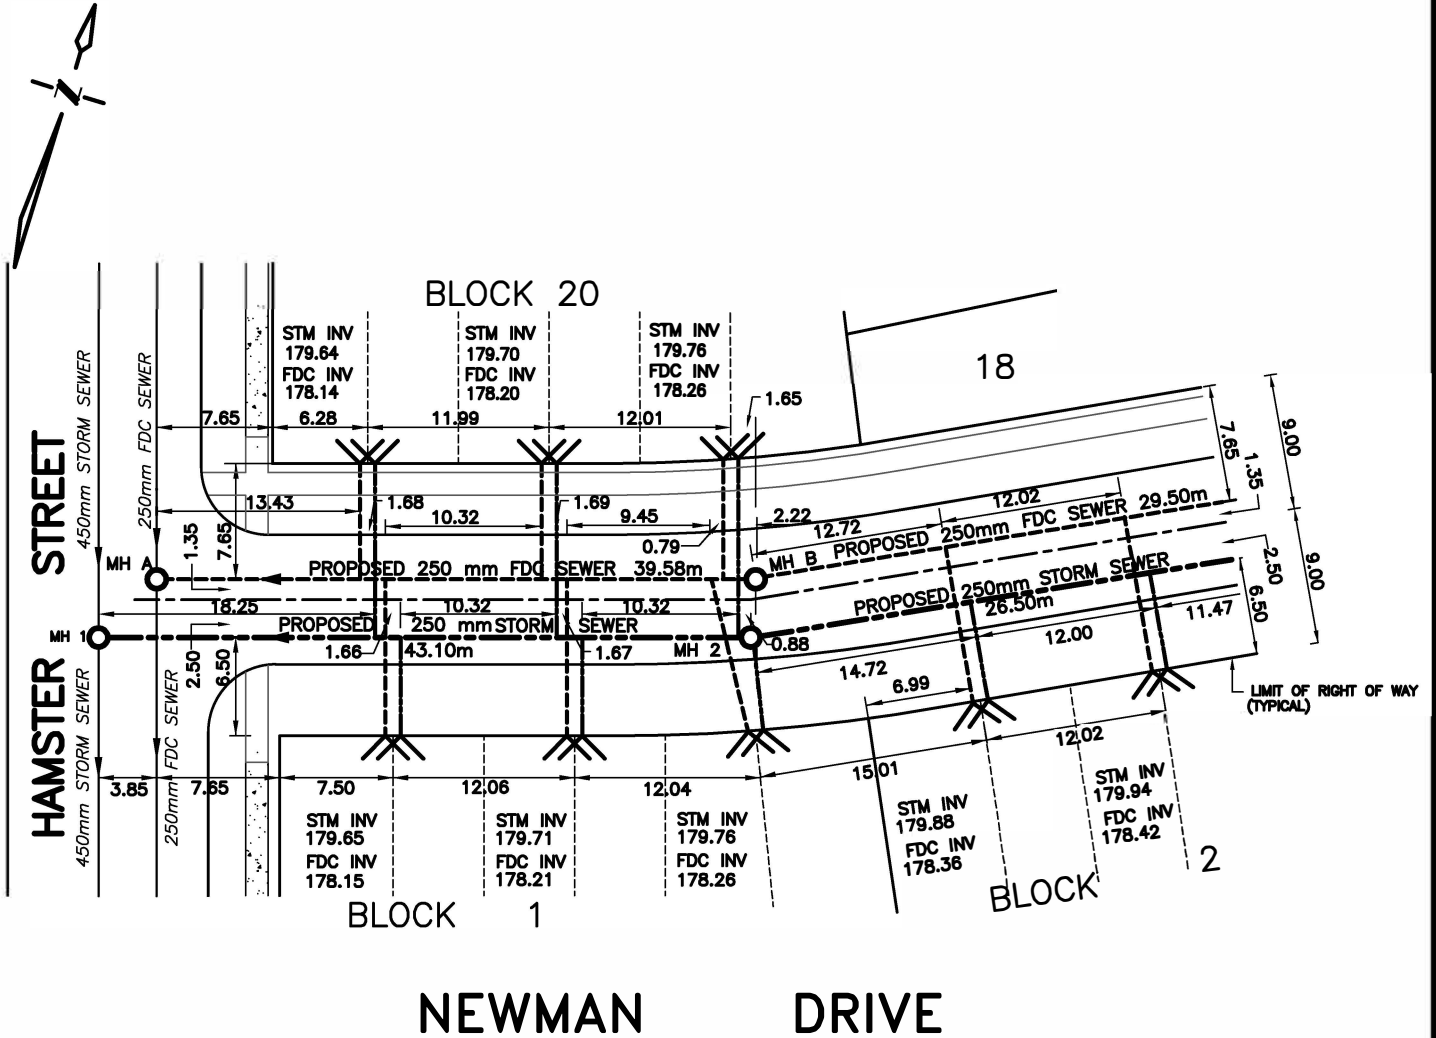 N
BLOCK 20
STM INV
179.64
FDC INV
178.14
STM INV
179.70
FDC INV
178.20
STM INV
179.76
FDC INV
178.26
18
7.65
6.28
11.99
12.01
1.65
450mm STORM SEWER
250mm FDC SEWER
HAMSTER STREET
13.43
1.68
10.32
1.69
9.45
0.79
2.22
12.72
12.02
7.65
1.35
9.00
9.00
2.50
6.50
1.35
7.65
MH A
PROPOSED 250 mm FDC SEWER 39.58m
MH B PROPOSED 250mm FDC SEWER 29.50m
18.25
10.32
10.32
PROPOSED 250mm STORM SEWER
26.50m
MH 1
PROPOSED 250 mm STORM SEWER
43.10m
MH 2
1.66
1.67
0.88
2.50
6.50
14.72
12.00
11.47
6.99
LIMIT OF RIGHT OF WAY
(TYPICAL)
450mm STORM SEWER
250mm FDC SEWER
3.85
7.65
7.50
12.06
12.04
15.01
12.02
STM INV
179.65
FDC INV
178.15
STM INV
179.71
FDC INV
178.21
STM INV
179.76
FDC INV
178.26
STM INV
179.88
FDC INV
178.36
STM INV
179.94
FDC INV
178.42
BLOCK 1
BLOCK 2
NEWMAN DRIVE